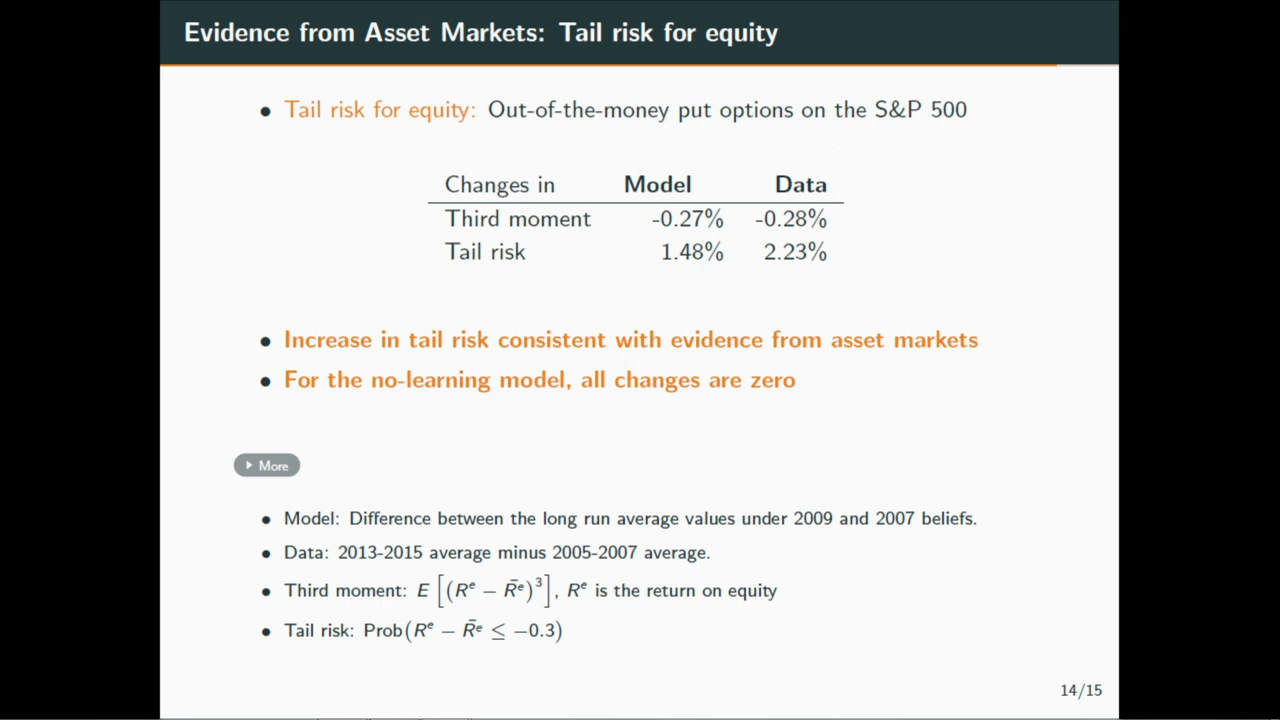 Evidence from Asset Markets: Tail risk for equity
• Tail risk for equity: Out-of-the-money put options on the S&P 500
Changes in Model Data
Third moment -0.27% -0.28%
Tail risk 1.48% 2.23%
• Increase in tail risk consistent with evidence from asset markets
• For the no-learning model, all changes are zero
▶ More
• Model: Difference between the long run average values under 2009 and 2007 beliefs.
• Data: 2013-2015 average minus 2005-2007 average.
• Third moment: E[(Rᵉ − R̄ᵉ)³], Rᵉ is the return on equity
• Tail risk: Prob(Rᵉ − R̄ᵉ ≤ −0.3)
14/15